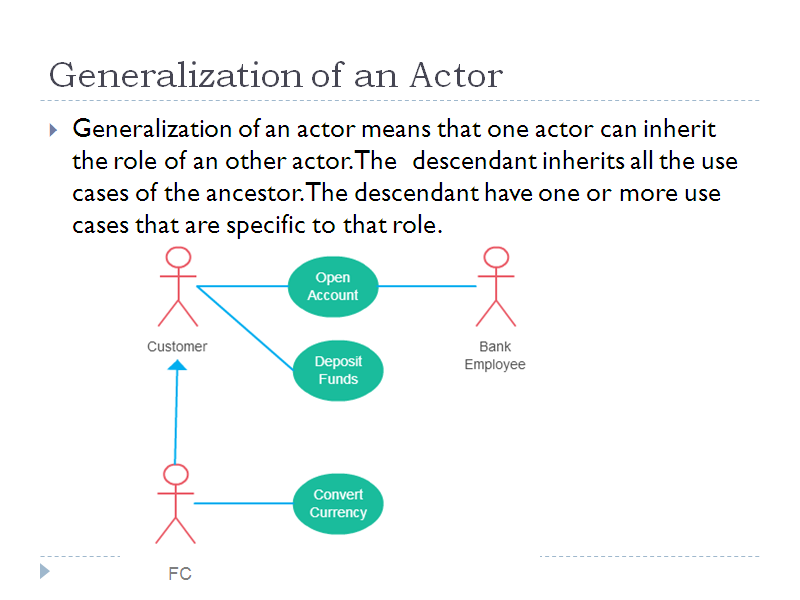 Generalization of an Actor
Generalization of an actor means that one actor can inherit
the role of an other actor.The descendant inherits all the use
cases of the ancestor.The descendant have one or more use
cases that are specific to that role.
Open
Account
Customer
Bank
Employee
Deposit
Funds
Convert
Currency
FC